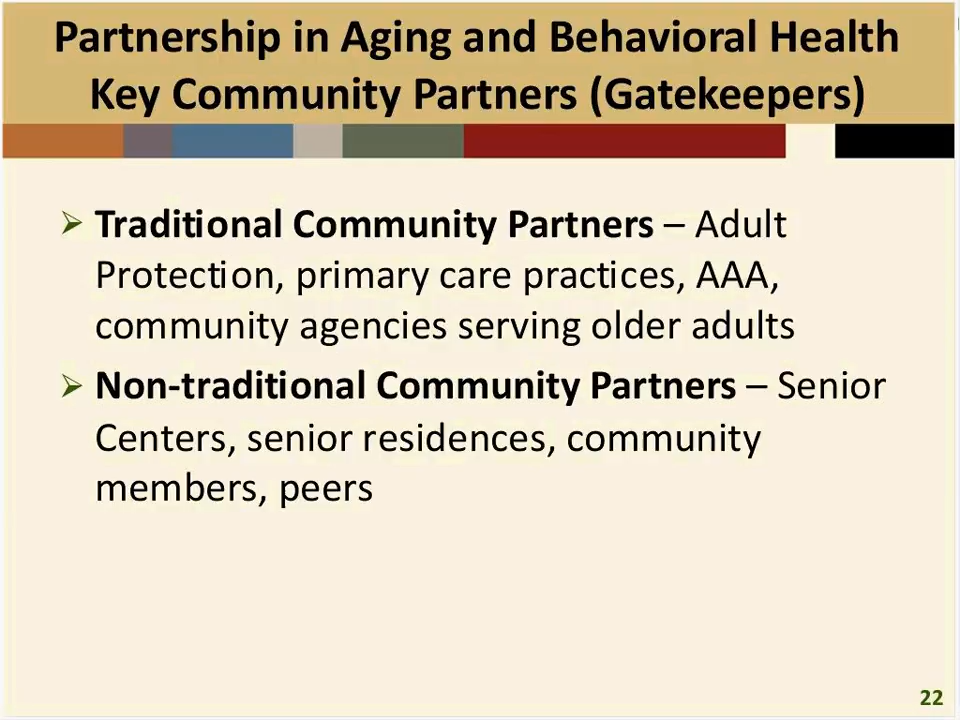 Partnership in Aging and Behavioral Health
Key Community Partners (Gatekeepers)
➢ Traditional Community Partners – Adult
Protection, primary care practices, AAA,
community agencies serving older adults
➢ Non-traditional Community Partners – Senior
Centers, senior residences, community
members, peers
22